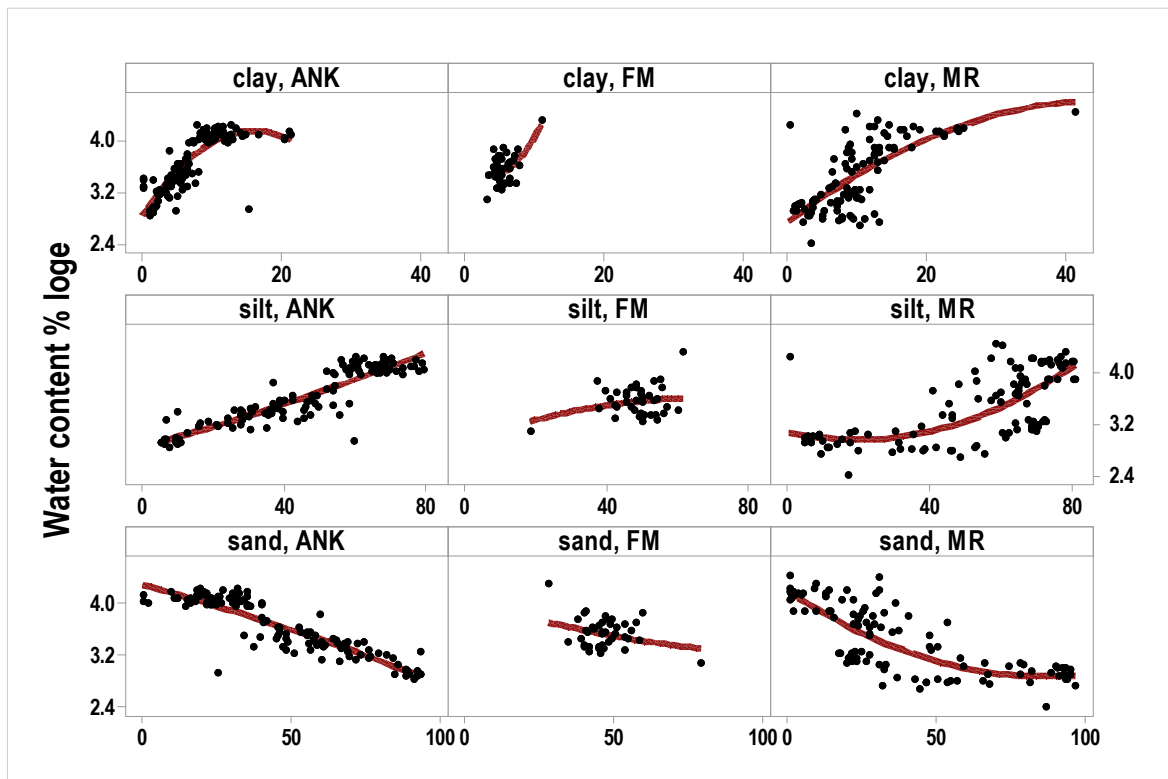 clay, ANK clay, FM clay, MR
4.0
3.2
2.4
0 20 40 0 20 40 0 20 40
silt, ANK silt, FM silt, MR
4.0
3.2
2.4
0 40 80 0 40 80 0 40 80
sand, ANK sand, FM sand, MR
4.0
3.2
2.4
0 50 100 0 50 100 0 50 100
Water content % loge